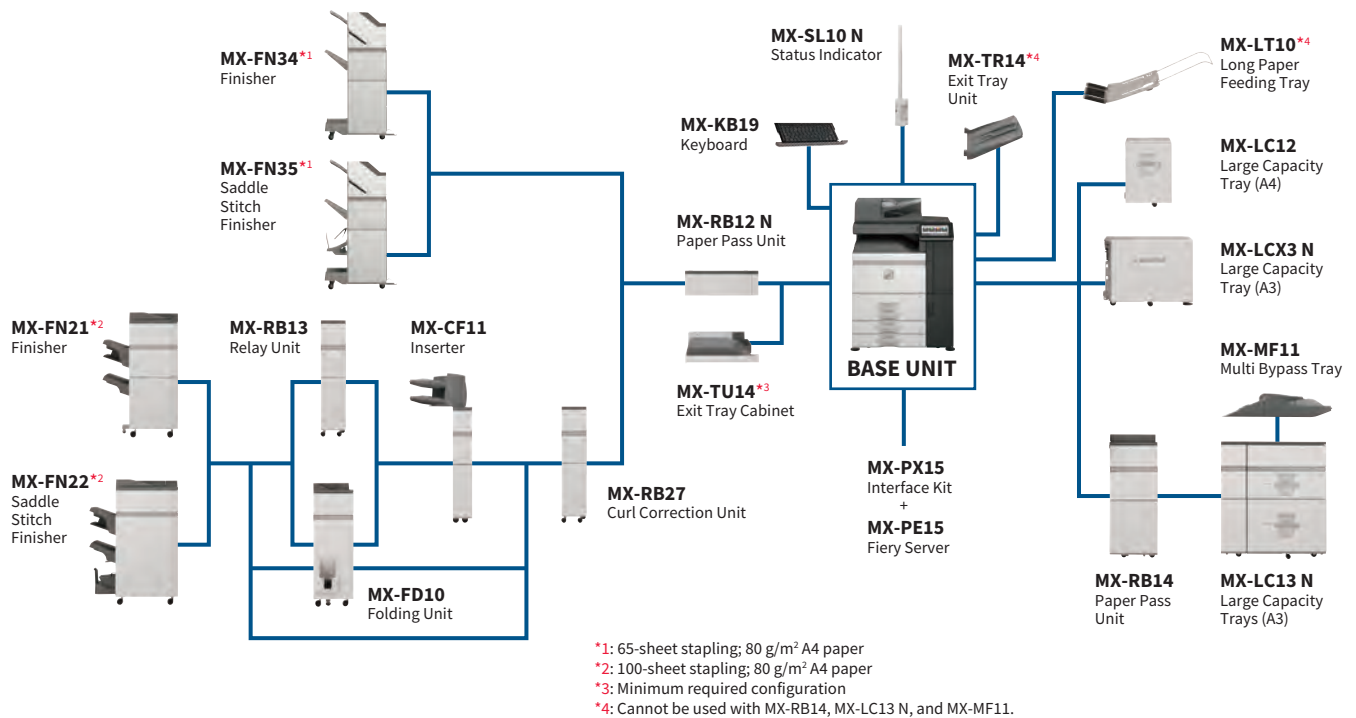 MX-FN34*1
Finisher
MX-FN35*1
Saddle
Stitch
Finisher
MX-SL10 N
Status Indicator
MX-KB19
Keyboard
MX-TR14*4
Exit Tray
Unit
MX-LT10*4
Long Paper
Feeding Tray
MX-LC12
Large Capacity
Tray (A4)
MX-LCX3 N
Large Capacity
Tray (A3)
MX-RB12 N
Paper Pass Unit
MX-TU14*3
Exit Tray Cabinet
BASE UNIT
MX-FN21*2
Finisher
MX-RB13
Relay Unit
MX-CF11
Inserter
MX-MF11
Multi Bypass Tray
MX-FN22*2
Saddle
Stitch
Finisher
MX-FD10
Folding Unit
MX-RB27
Curl Correction Unit
MX-PX15
Interface Kit
+
MX-PE15
Fiery Server
MX-RB14
Paper Pass
Unit
MX-LC13 N
Large Capacity
Trays (A3)
*1: 65-sheet stapling; 80 g/m² A4 paper
*2: 100-sheet stapling; 80 g/m² A4 paper
*3: Minimum required configuration
*4: Cannot be used with MX-RB14, MX-LC13 N, and MX-MF11.